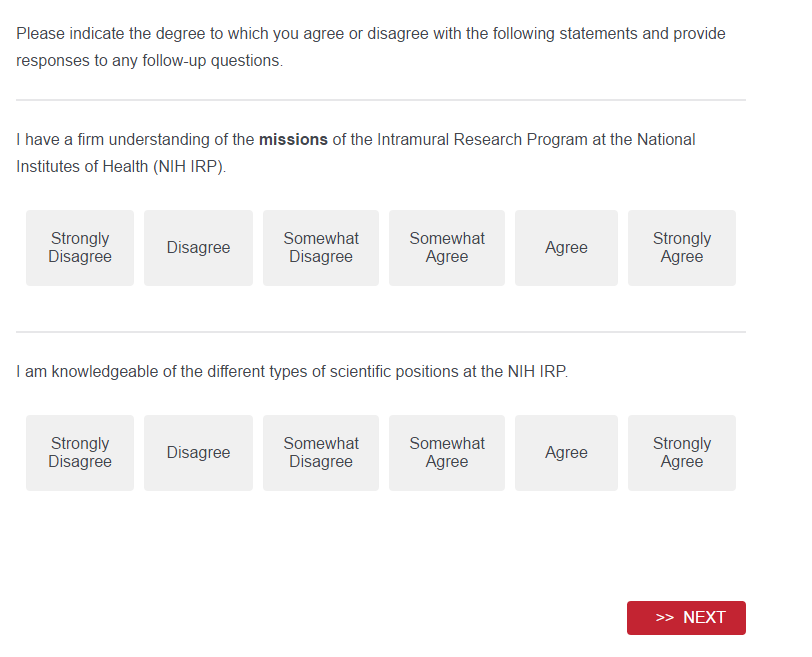 Please indicate the degree to which you agree or disagree with the following statements and provide
responses to any follow-up questions.
I have a firm understanding of the missions of the Intramural Research Program at the National
Institutes of Health (NIH IRP).
Strongly Disagree
Disagree
Somewhat Disagree
Somewhat Agree
Agree
Strongly Agree
I am knowledgeable of the different types of scientific positions at the NIH IRP.
Strongly Disagree
Disagree
Somewhat Disagree
Somewhat Agree
Agree
Strongly Agree
>> NEXT